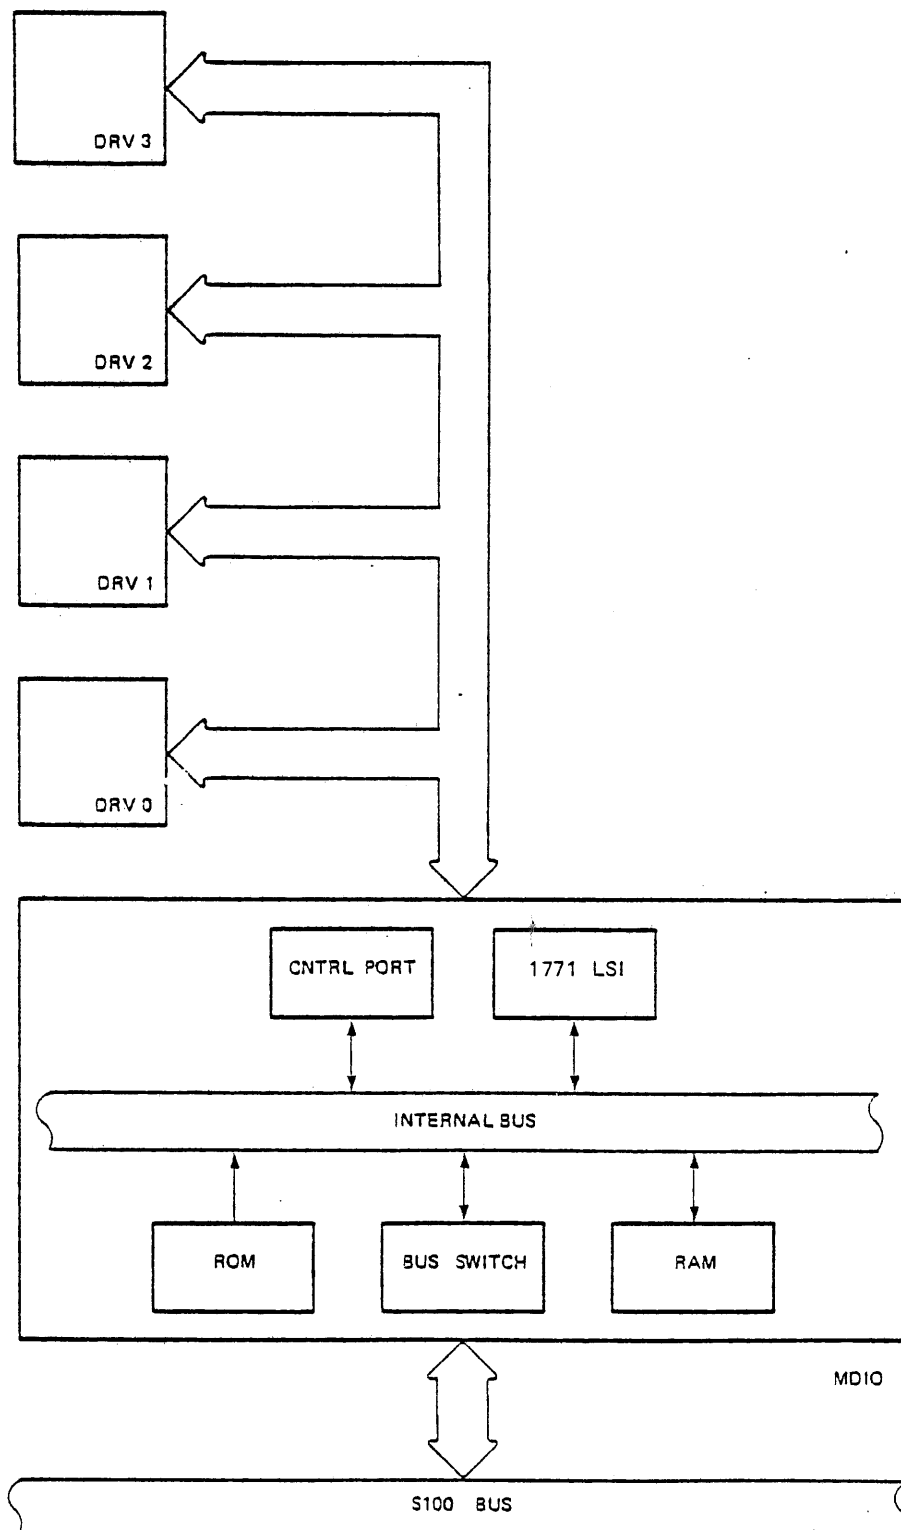 DRV 3
DRV 2
DRV 1
DRV 0
CNTRL PORT
1771 LSI
INTERNAL BUS
ROM
BUS SWITCH
RAM
MDIO
S100 BUS